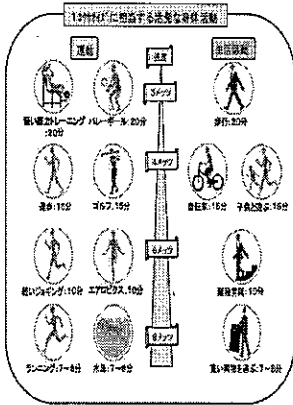 1エクササイズに相当する活発な身体活動
運動
強度
生活活動
3メッツ
軽い筋力トレーニング
:20分
バレーボール:20分
歩行:20分
4メッツ
速歩:15分
ゴルフ:15分
自転車:15分
子供と遊ぶ:15分
6メッツ
軽いジョギング:10分
エアロビクス:10分
階段昇降:10分
8メッツ
ランニング:7~8分
水泳:7~8分
重い荷物を運ぶ:7~8分